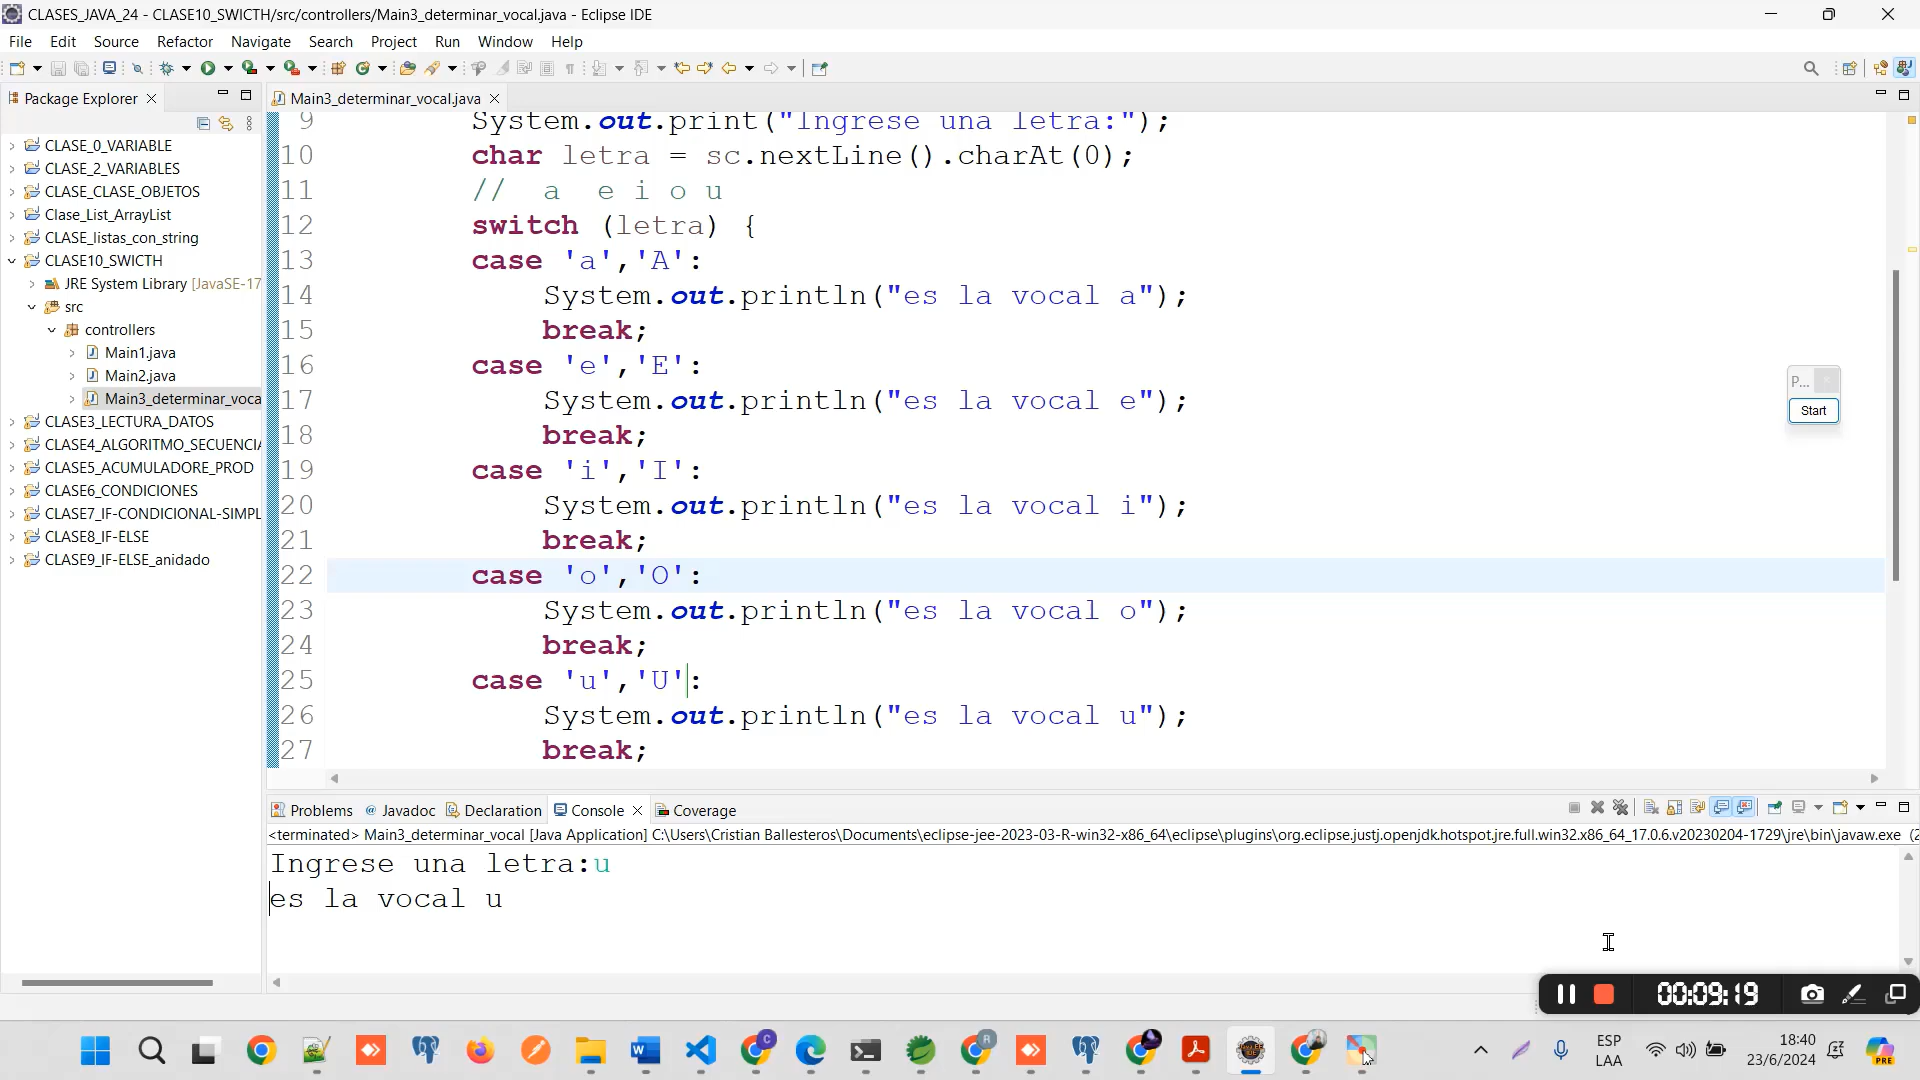 CLASES_JAVA_24 - CLASE10_SWICTH/src/controllers/Main3_determinar_vocal.java - Eclipse IDE
File Edit Source Refactor Navigate Search Project Run Window Help
Package Explorer
Main3_determinar_vocal.java
CLASE_0_VARIABLE
CLASE_2_VARIABLES
CLASE_CLASE_OBJETOS
Clase_List_ArrayList
CLASE_listas_con_string
CLASE10_SWICTH
JRE System Library [JavaSE-17
src
controllers
Main1.java
Main2.java
Main3_determinar_voca
CLASE3_LECTURA_DATOS
CLASE4_ALGORITMO_SECUENCIA
CLASE5_ACUMULADORE_PROD
CLASE6_CONDICIONES
CLASE7_IF-CONDICIONAL-SIMPL
CLASE8_IF-ELSE
CLASE9_IF-ELSE_anidado
9 System.out.print("Ingrese una letra:");
10 char letra = sc.nextLine().charAt(0);
11 // a e i o u
12 switch (letra) {
13 case 'a','A':
14 System.out.println("es la vocal a");
15 break;
16 case 'e','E':
17 System.out.println("es la vocal e");
18 break;
19 case 'i','I':
20 System.out.println("es la vocal i");
21 break;
22 case 'o','O':
23 System.out.println("es la vocal o");
24 break;
25 case 'u','U':
26 System.out.println("es la vocal u");
27 break;
P...
Start
Problems Javadoc Declaration Console Coverage
<terminated> Main3_determinar_vocal [Java Application] C:\Users\Cristian Ballesteros\Documents\eclipse-jee-2023-03-R-win32-x86_64\eclipse\plugins\org.eclipse.justj.openjdk.hotspot.jre.full.win32.x86_64_17.0.6.v20230204-1729\jre\bin\javaw.exe (2
Ingrese una letra:u
es la vocal u
00:09:19
ESP
LAA
18:40
23/6/2024